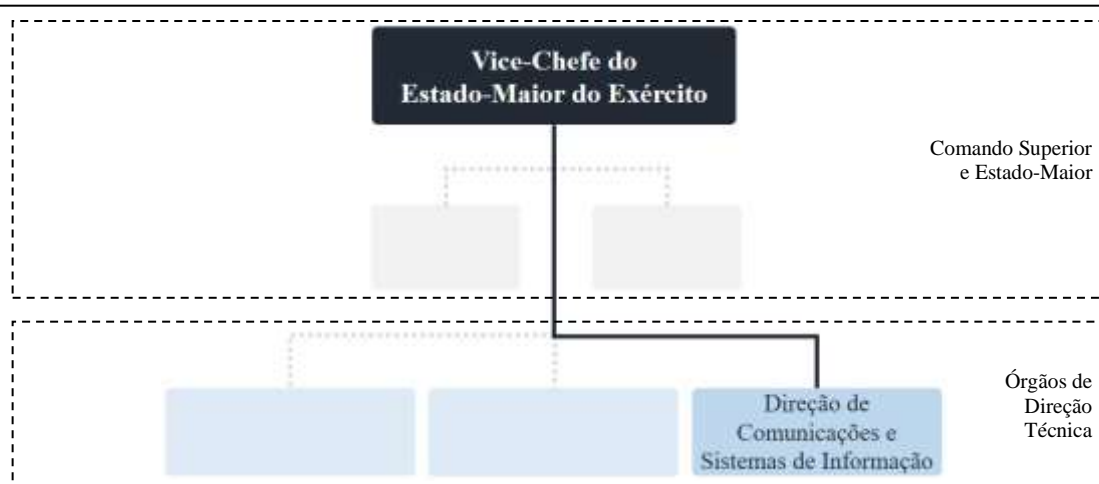 Vice-Chefe do
Estado-Maior do Exército
Comando Superior
e Estado-Maior
Direção de
Comunicações e
Sistemas de Informação
Órgãos de
Direção
Técnica